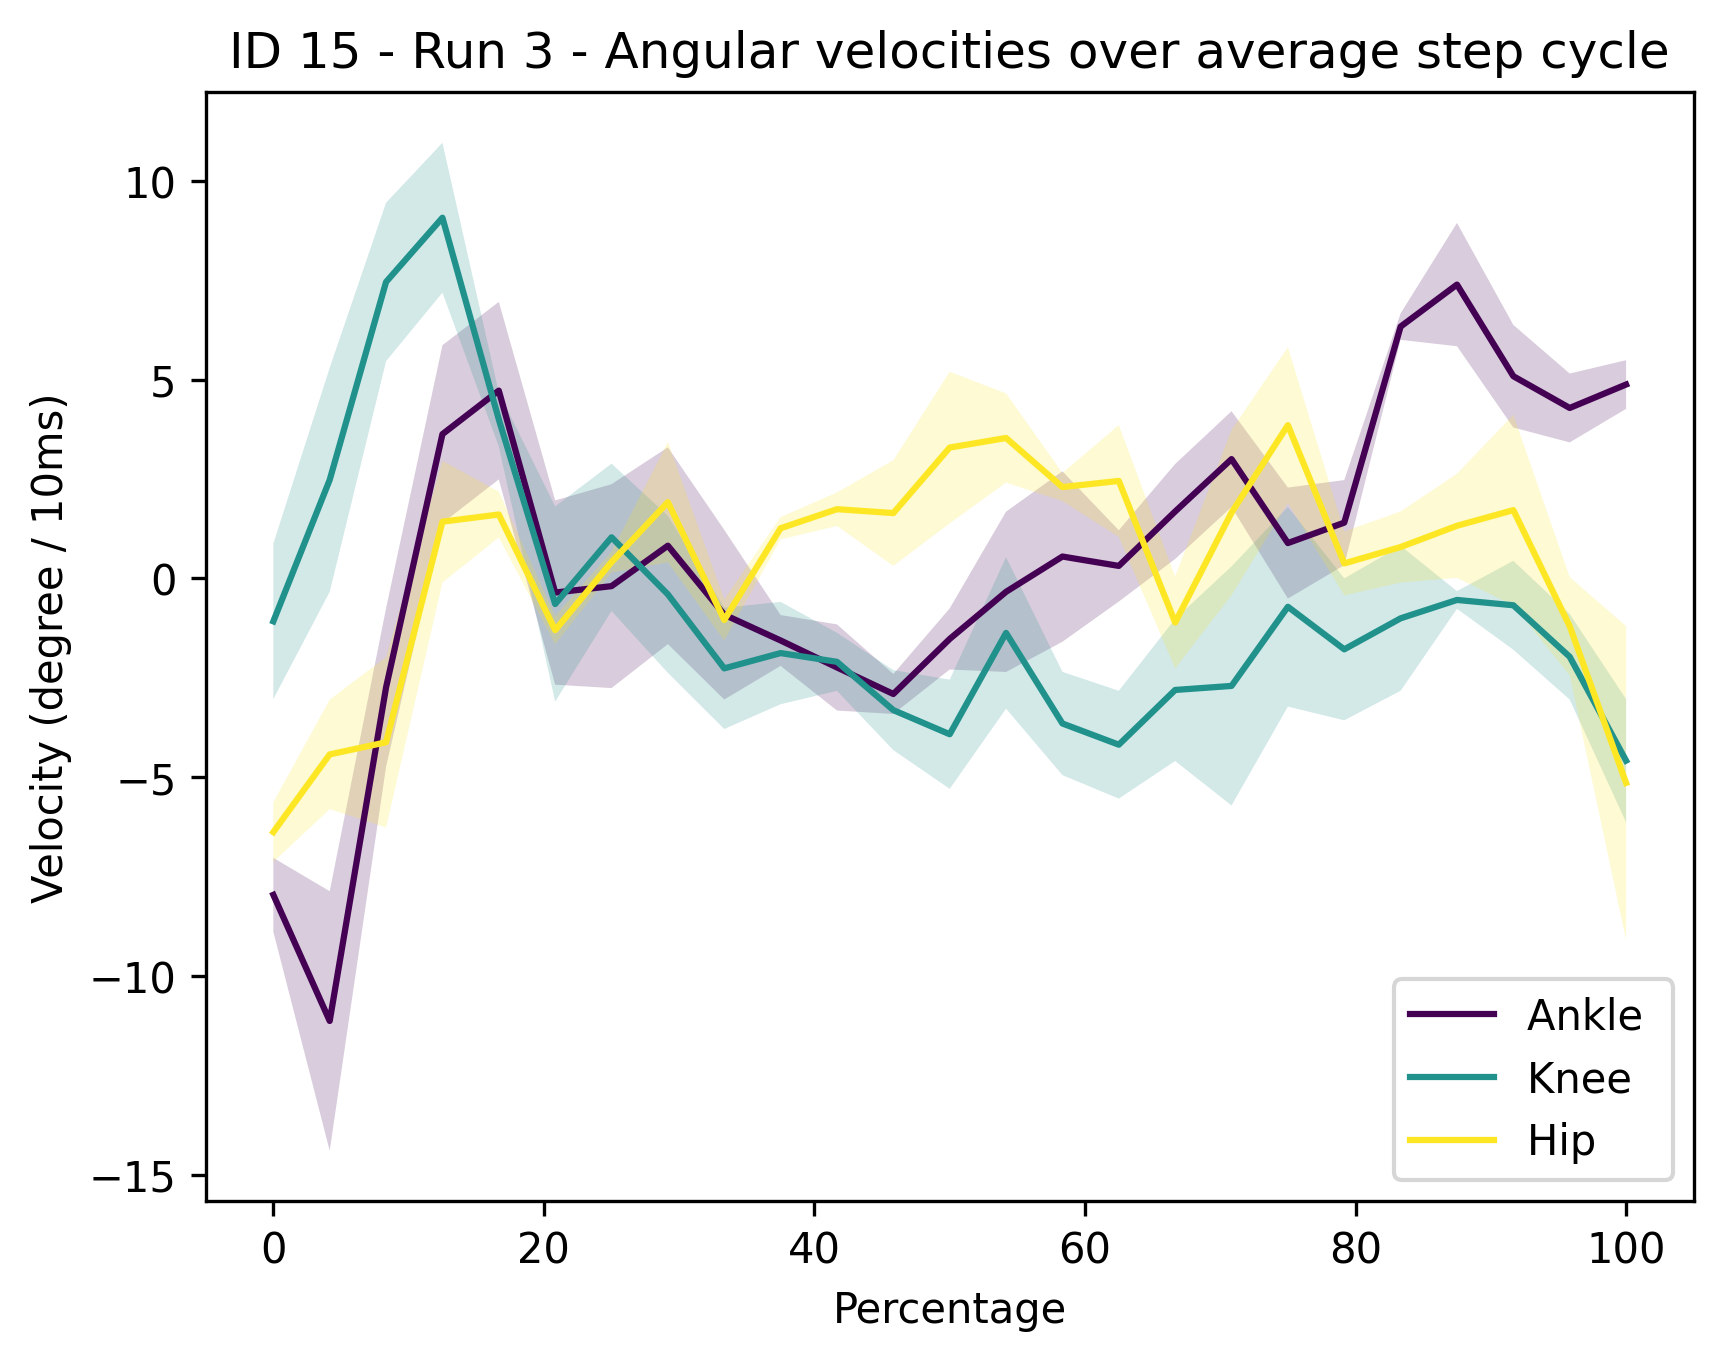 ID 15 - Run 3 - Angular velocities over average step cycle
Velocity (degree / 10ms)
10
5
0
−5
−10
−15
0 20 40 60 80 100
Percentage
Ankle
Knee
Hip